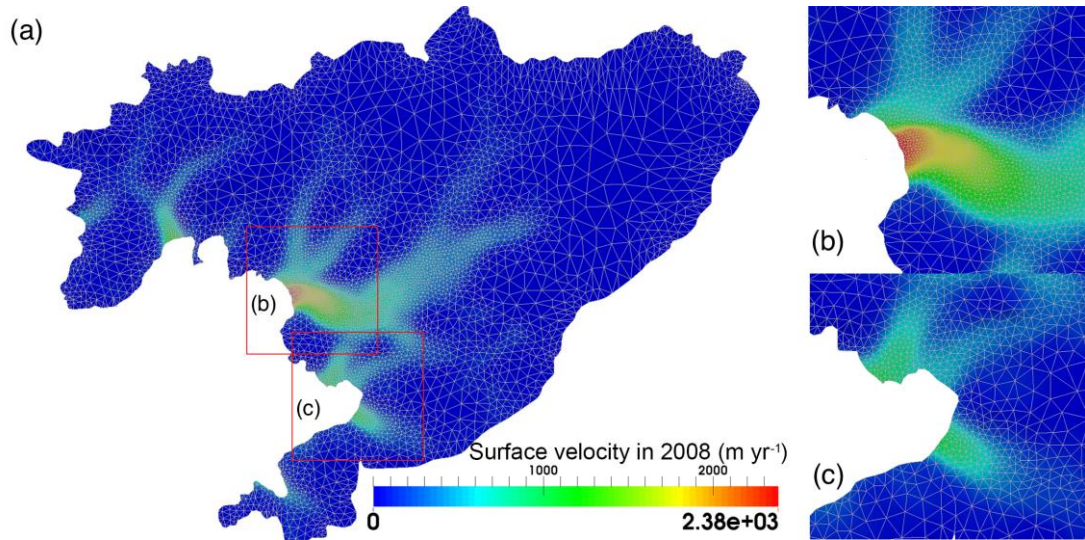 (a)
(b)
(c)
Surface velocity in 2008 (m yr⁻¹)
1000 2000
0 2.38e+03
(b)
(c)